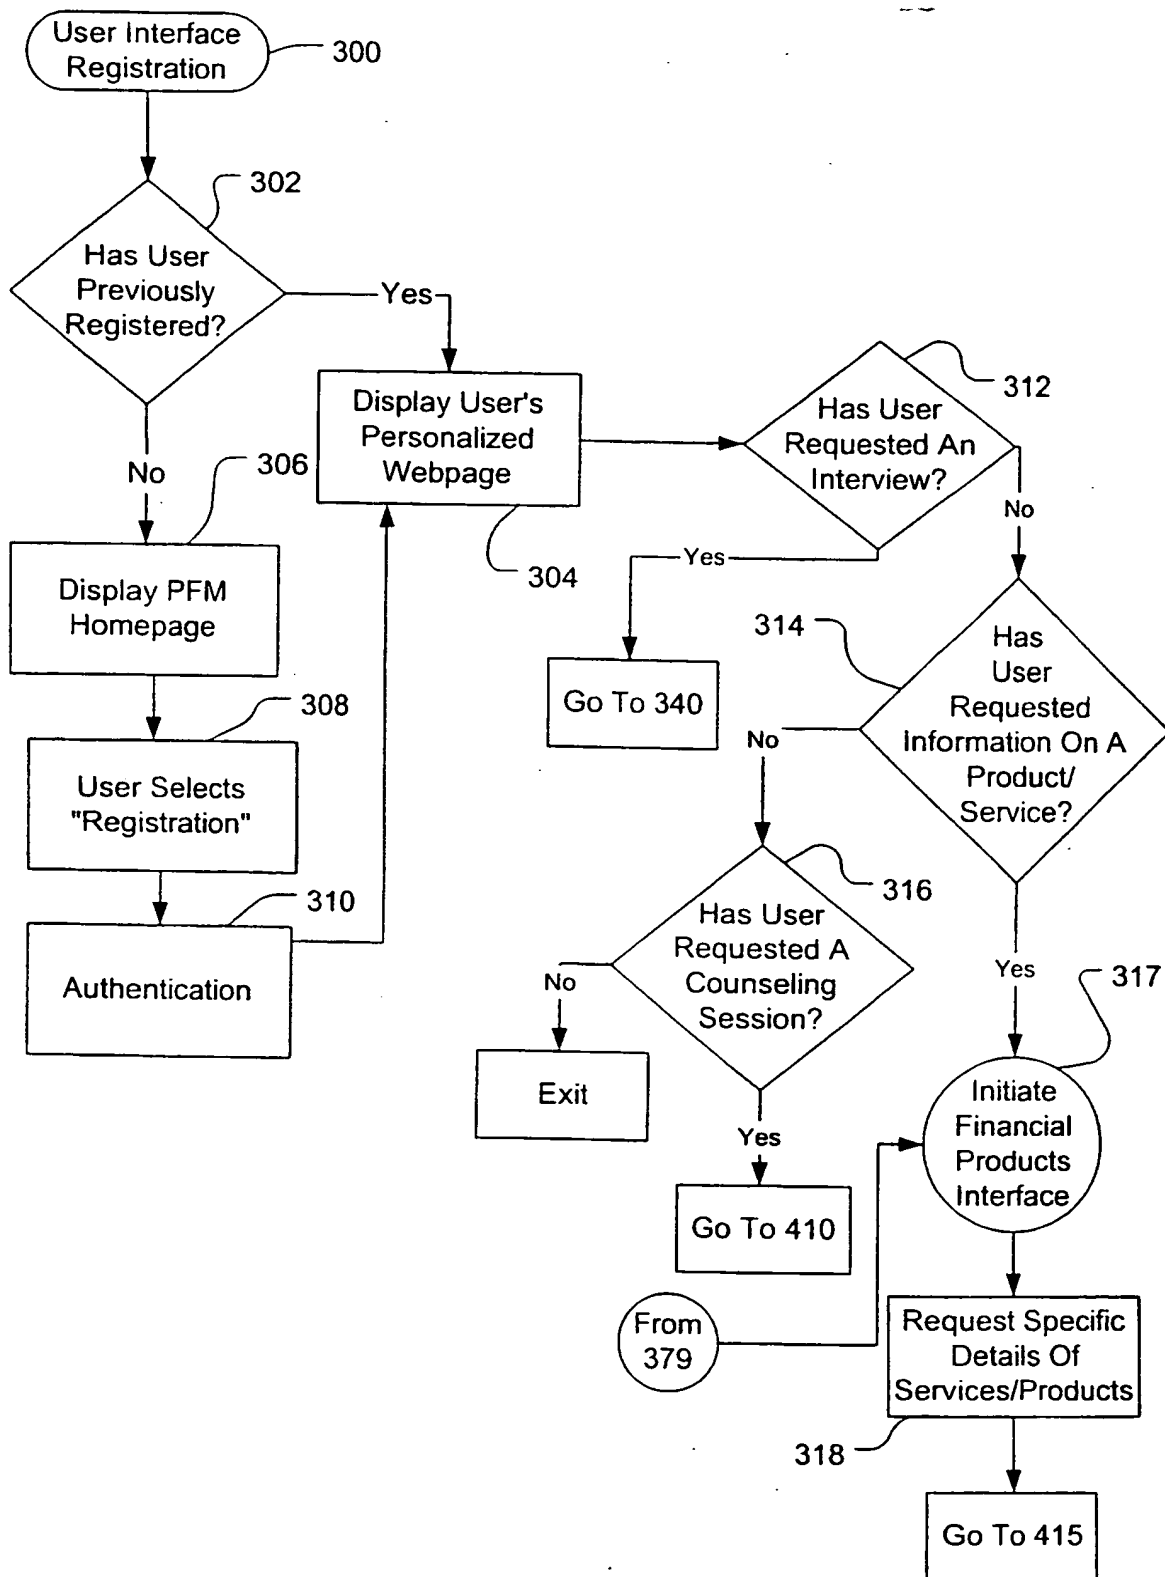 User Interface
Registration
300
302
Has User
Previously
Registered?
Yes
No
306
Display PFM
Homepage
308
User Selects
"Registration"
310
Authentication
Display User's
Personalized
Webpage
304
312
Has User
Requested An
Interview?
Yes
No
Go To 340
314
Has
User
Requested
Information On A
Product/
Service?
No
Yes
316
Has User
Requested A
Counseling
Session?
No
Exit
Yes
Go To 410
317
Initiate
Financial
Products
Interface
From
379
Request Specific
Details Of
Services/Products
318
Go To 415